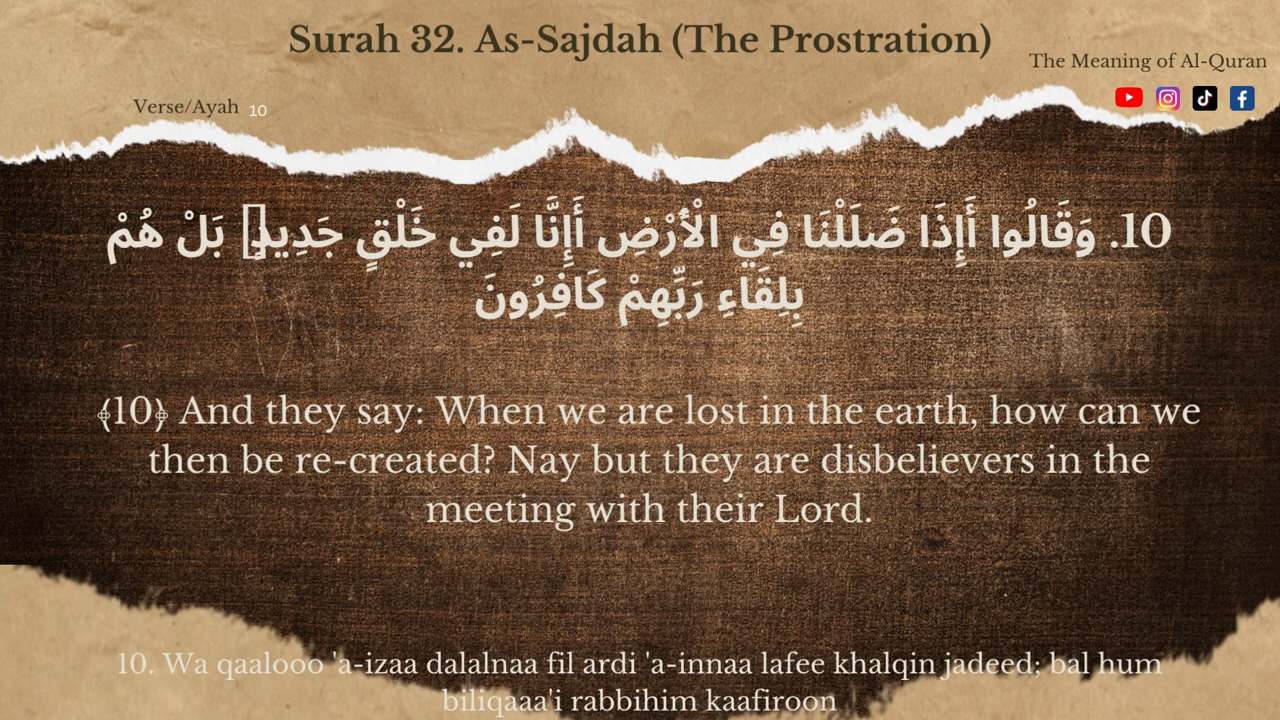 Surah 32. As-Sajdah (The Prostration)
The Meaning of Al-Quran
Verse/Ayah 10
10. وَقَالُوا أَإِذَا ضَلَلْنَا فِي الْأَرْضِ أَإِنَّا لَفِي خَلْقٍ جَدِيدٍ بَلْ هُمْ
بِلِقَاءِ رَبِّهِمْ كَافِرُونَ
﴾10﴿ And they say: When we are lost in the earth, how can we
then be re-created? Nay but they are disbelievers in the
meeting with their Lord.
10. Wa qaalooo 'a-izaa dalalnaa fil ardi 'a-innaa lafee khalqin jadeed; bal hum
biliqaaa'i rabbihim kaafiroon